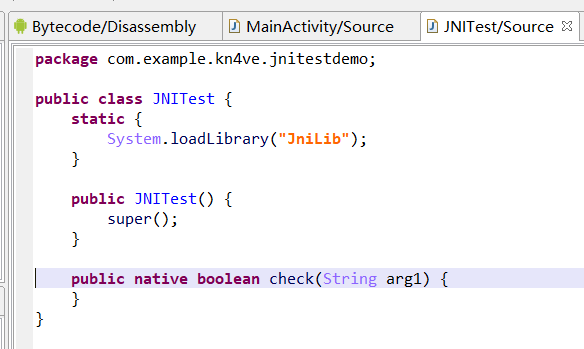 Bytecode/Disassembly MainActivity/Source JNITest/Source
package com.example.kn4ve.jnitestdemo;
public class JNITest {
static {
System.loadLibrary("JniLib");
}
public JNITest() {
super();
}
public native boolean check(String arg1) {
}
}